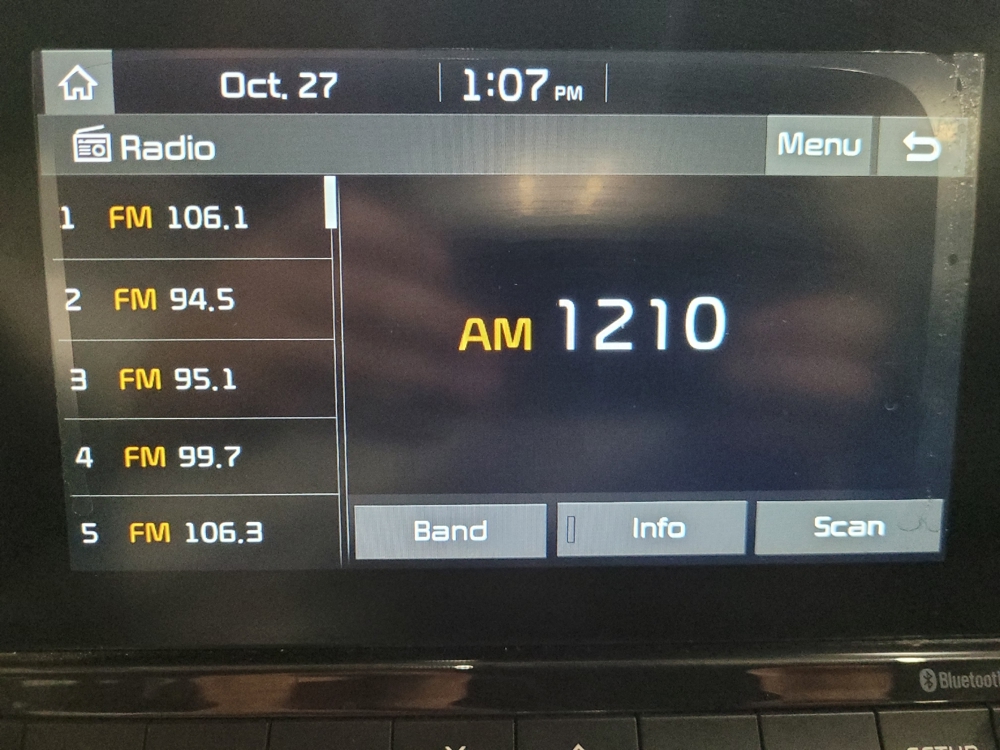 Oct. 27 1:07 PM
Radio Menu
1 FM 106.1
2 FM 94.5
3 FM 95.1
4 FM 99.7
5 FM 106.3
AM 1210
Band Info Scan
Bluetooth
SETUP